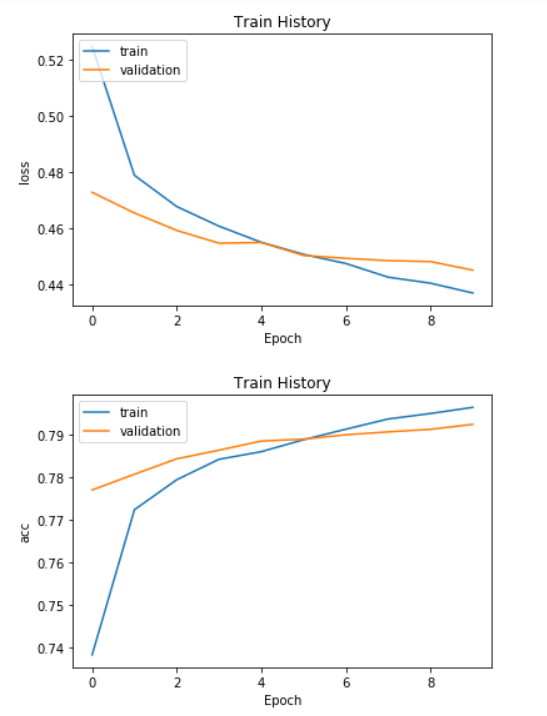 Train History
train
validation
0.52
0.50
0.48
0.46
0.44
loss
0 2 4 6 8
Epoch
Train History
train
validation
0.79
0.78
0.77
0.76
0.75
0.74
acc
0 2 4 6 8
Epoch